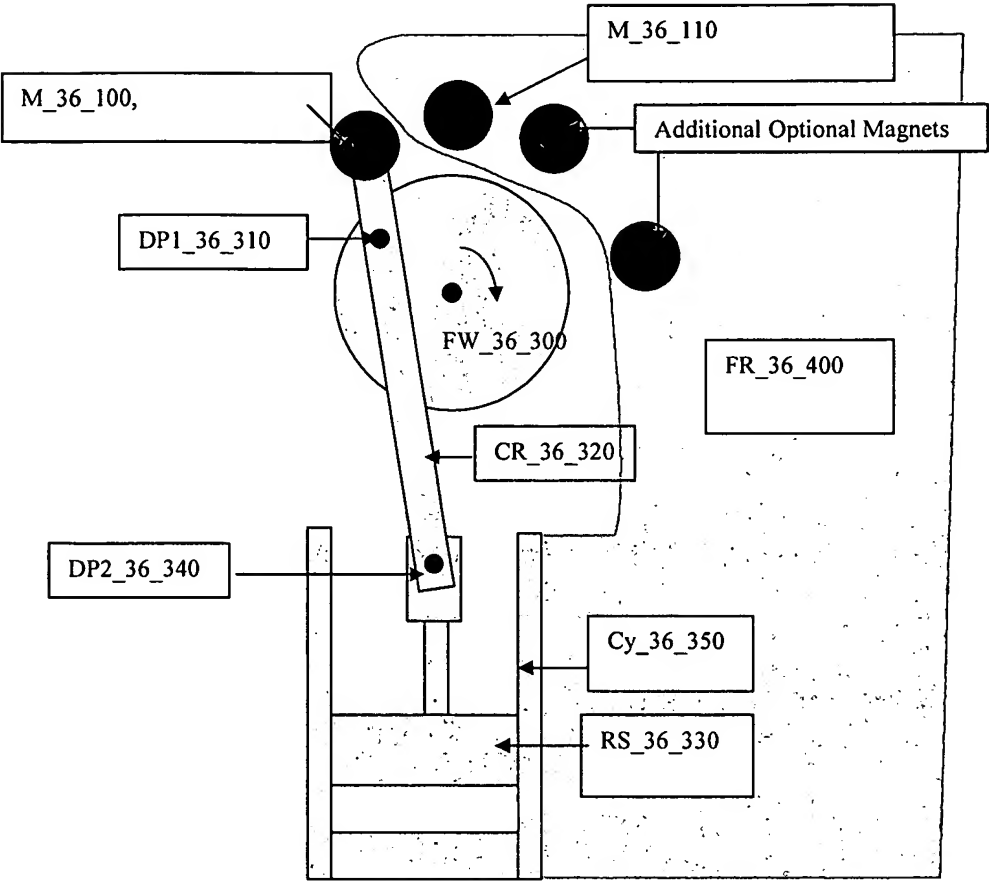 M_36_110
M_36_100,
Additional Optional Magnets
DP1_36_310
FW_36_300
FR_36_400
CR_36_320
DP2_36_340
Cy_36_350
RS_36_330